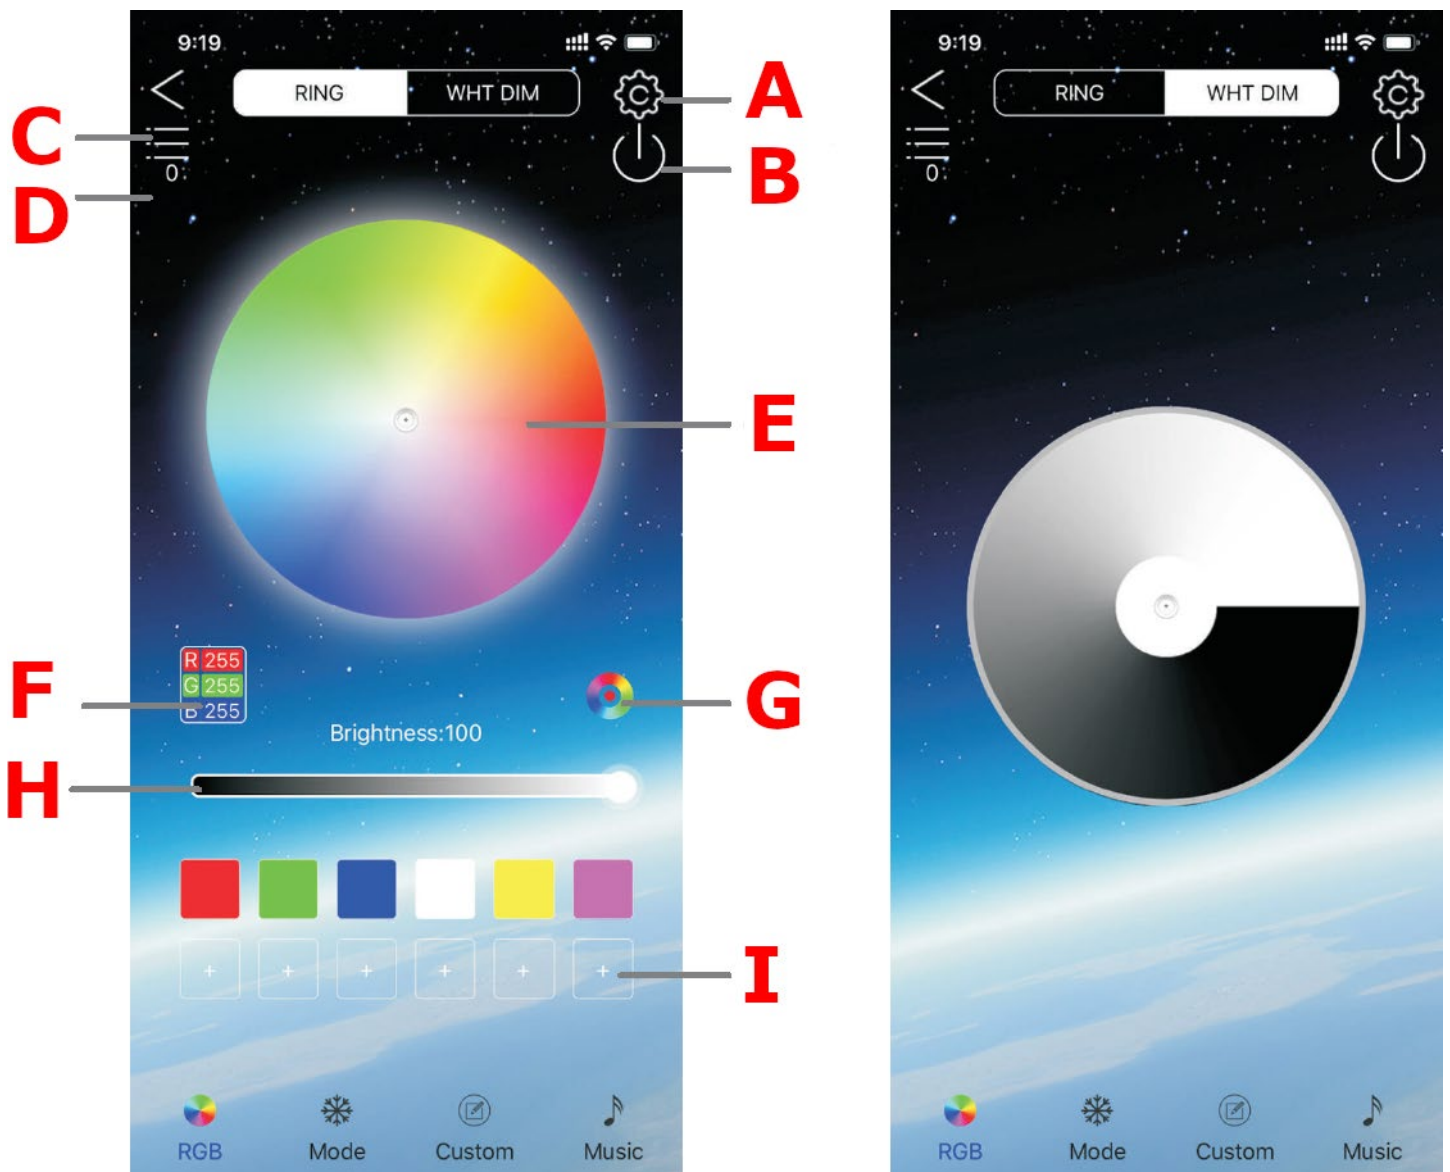 9:19
RING WHT DIM
A
C
B
0
D
E
R 255
G 255
B 255
F
G
Brightness:100
H
+ + + + + +
I
RGB Mode Custom Music
9:19
RING WHT DIM
0
RGB Mode Custom Music